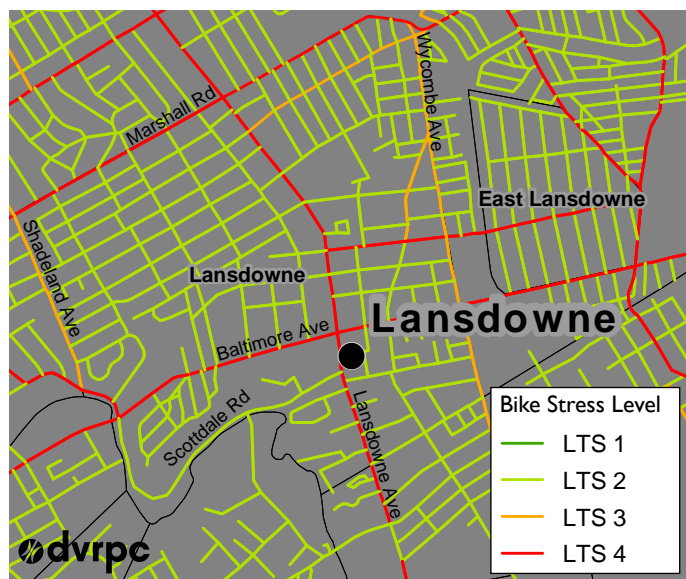 Wycombe Ave
Marshall Rd
East Lansdowne
Shadeland Ave
Lansdowne
Lansdowne
Baltimore Ave
Scottdale Rd
Lansdowne Ave
Bike Stress Level
LTS 1
LTS 2
LTS 3
LTS 4
dvrpc